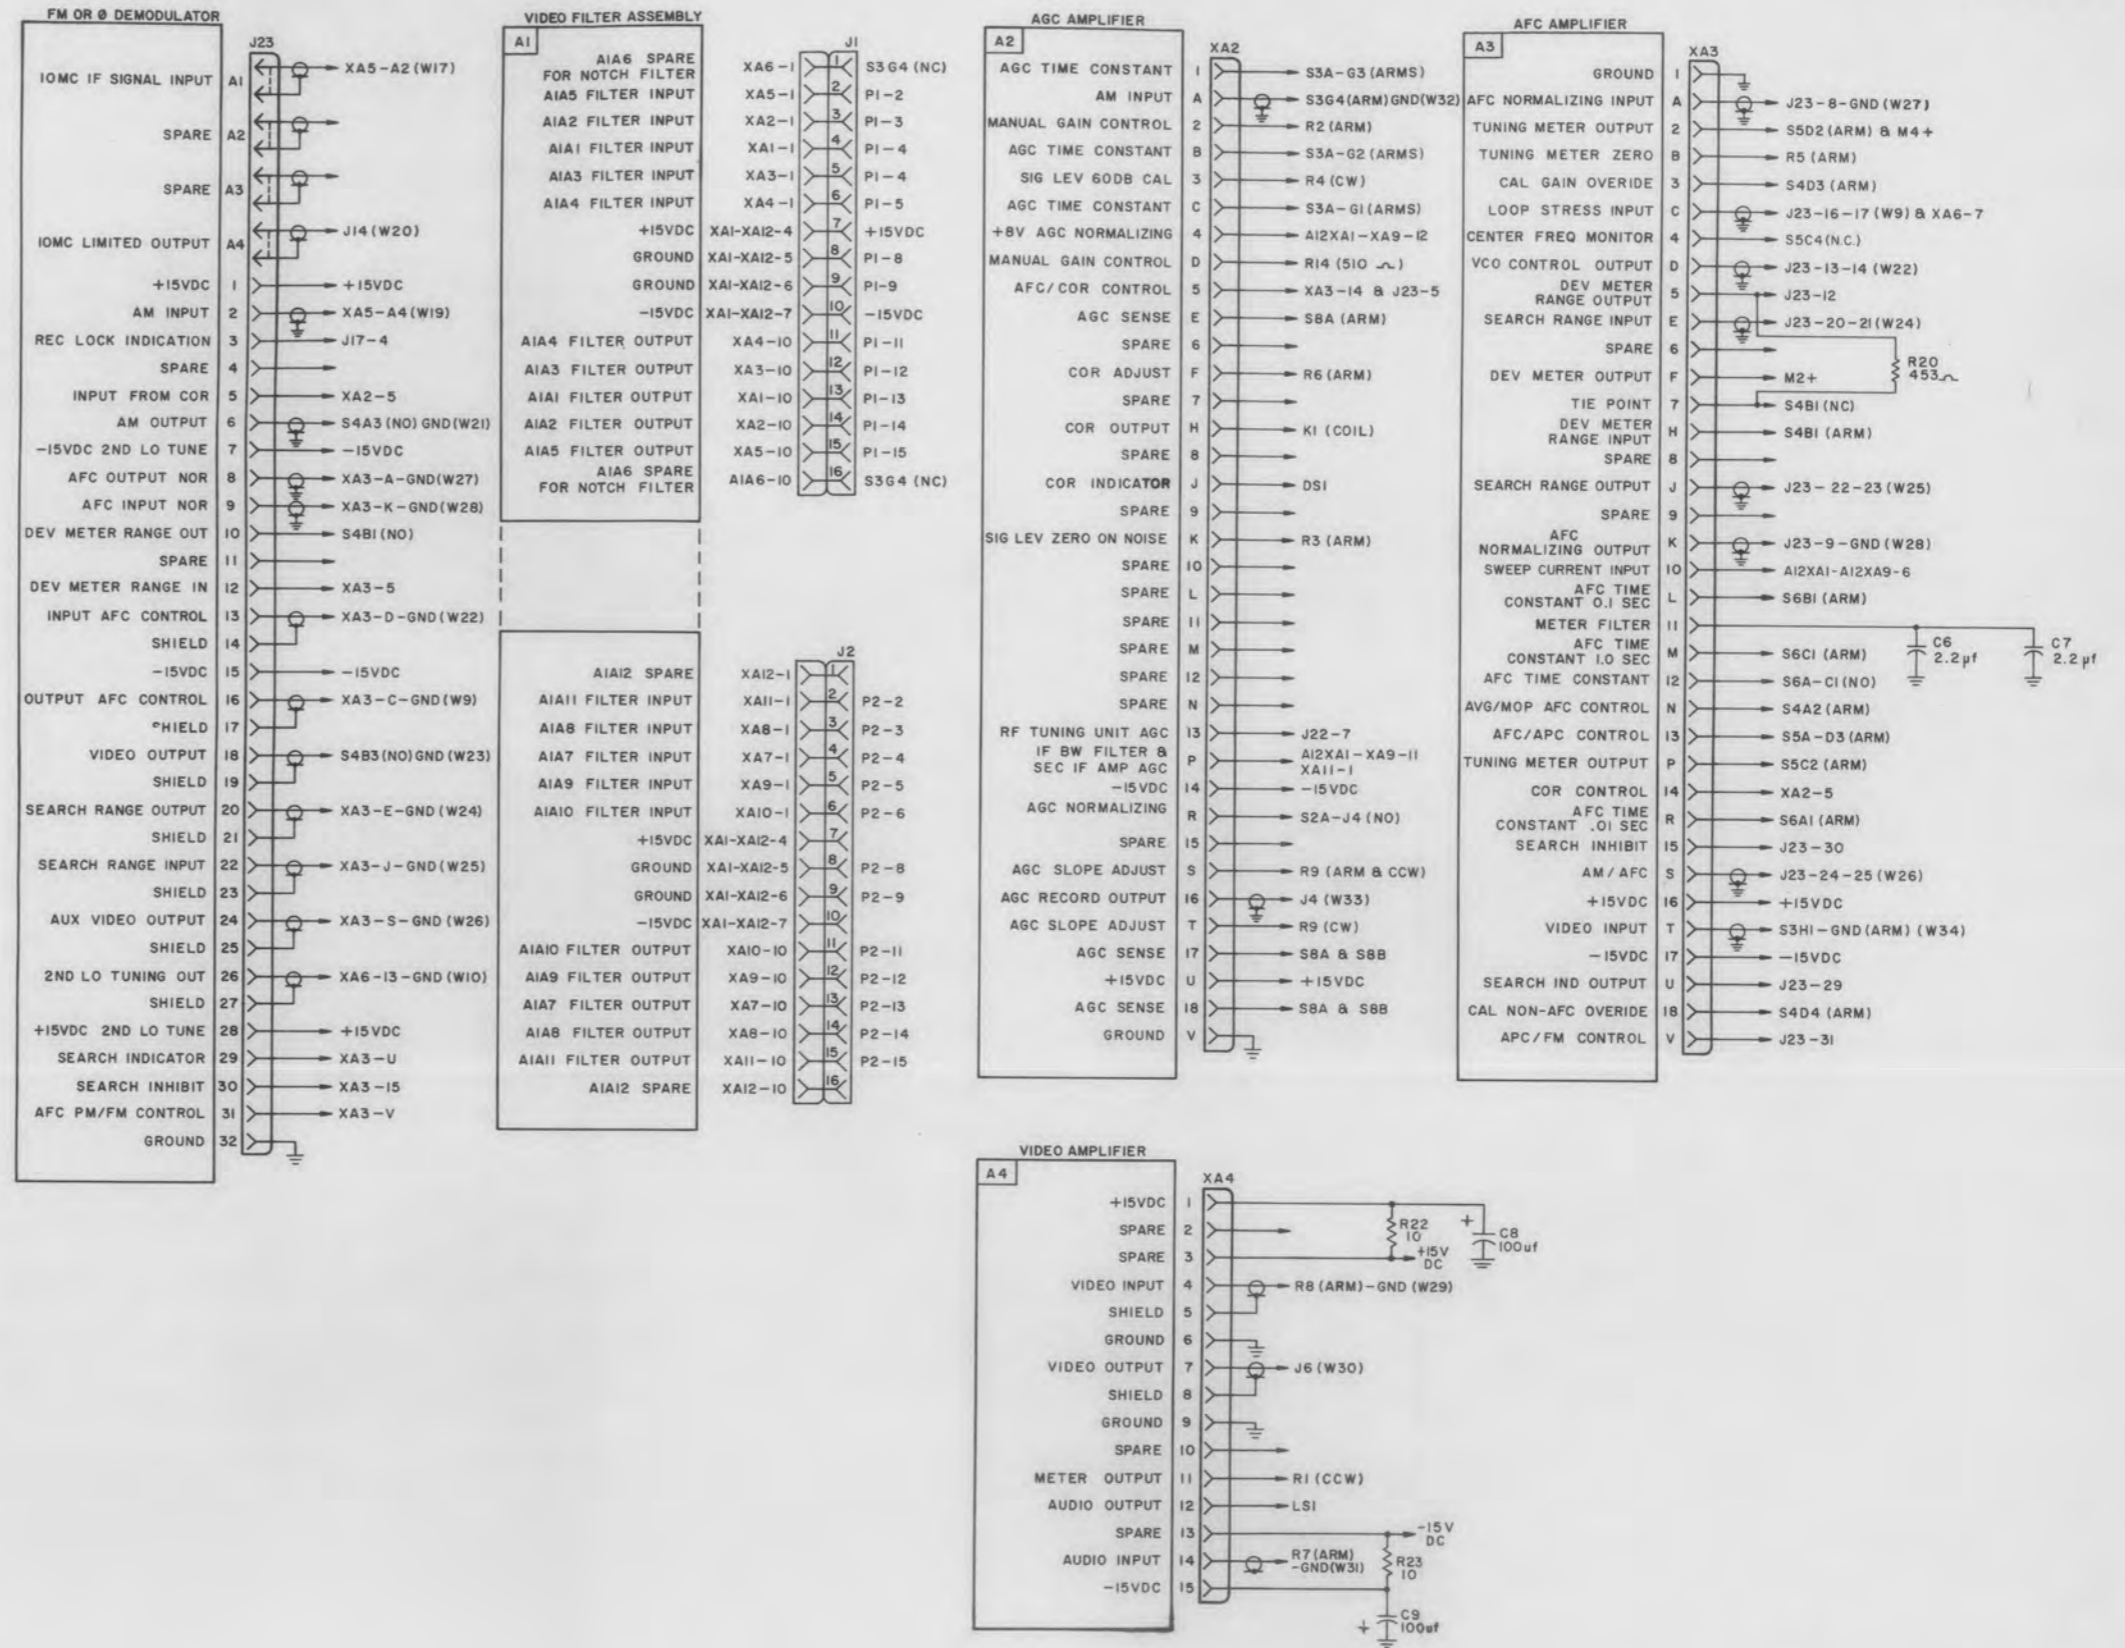 FM OR Ø DEMODULATOR
J23
10MC IF SIGNAL INPUT A1 XA5-A2 (W17)
SPARE A2
SPARE A3
10MC LIMITED OUTPUT A4 J14 (W20)
+15VDC 1 +15VDC
AM INPUT 2 XA5-A4 (W19)
REC LOCK INDICATION 3 J17-4
SPARE 4
INPUT FROM COR 5 XA2-5
AM OUTPUT 6 S4A3 (NO) GND (W21)
-15VDC 2ND LO TUNE 7 -15VDC
AFC OUTPUT NOR 8 XA3-A-GND (W27)
AFC INPUT NOR 9 XA3-K-GND (W28)
DEV METER RANGE OUT 10 S4B1 (NO)
SPARE 11
DEV METER RANGE IN 12 XA3-5
INPUT AFC CONTROL 13 XA3-D-GND (W22)
SHIELD 14
-15VDC 15 -15VDC
OUTPUT AFC CONTROL 16 XA3-C-GND (W9)
SHIELD 17
VIDEO OUTPUT 18 S4B3 (NO) GND (W23)
SHIELD 19
SEARCH RANGE OUTPUT 20 XA3-E-GND (W24)
SHIELD 21
SEARCH RANGE INPUT 22 XA3-J-GND (W25)
SHIELD 23
AUX VIDEO OUTPUT 24 XA3-S-GND (W26)
SHIELD 25
2ND LO TUNING OUT 26 XA6-13-GND (W10)
SHIELD 27
+15VDC 2ND LO TUNE 28 +15VDC
SEARCH INDICATOR 29 XA3-U
SEARCH INHIBIT 30 XA3-15
AFC PM/FM CONTROL 31 XA3-V
GROUND 32
VIDEO FILTER ASSEMBLY
A1
J1
A1A6 SPARE
FOR NOTCH FILTER XA6-1 1 S3G4 (NC)
A1A5 FILTER INPUT XA5-1 2 P1-2
A1A2 FILTER INPUT XA2-1 3 P1-3
A1A1 FILTER INPUT XA1-1 4 P1-4
A1A3 FILTER INPUT XA3-1 5 P1-4
A1A4 FILTER INPUT XA4-1 6 P1-5
+15VDC XA1-XA12-4 7 +15VDC
GROUND XA1-XA12-5 8 P1-8
GROUND XA1-XA12-6 9 P1-9
-15VDC XA1-XA12-7 10 -15VDC
A1A4 FILTER OUTPUT XA4-10 11 P1-11
A1A3 FILTER OUTPUT XA3-10 12 P1-12
A1A1 FILTER OUTPUT XA1-10 13 P1-13
A1A2 FILTER OUTPUT XA2-10 14 P1-14
A1A5 FILTER OUTPUT XA5-10 15 P1-15
A1A6 SPARE
FOR NOTCH FILTER A1A6-10 16 S3G4 (NC)
J2
A1A12 SPARE XA12-1 1
A1A11 FILTER INPUT XA11-1 2 P2-2
A1A8 FILTER INPUT XA8-1 3 P2-3
A1A7 FILTER INPUT XA7-1 4 P2-4
A1A9 FILTER INPUT XA9-1 5 P2-5
A1A10 FILTER INPUT XA10-1 6 P2-6
+15VDC XA1-XA12-4 7
GROUND XA1-XA12-5 8 P2-8
GROUND XA1-XA12-6 9 P2-9
-15VDC XA1-XA12-7 10
A1A10 FILTER OUTPUT XA10-10 11 P2-11
A1A9 FILTER OUTPUT XA9-10 12 P2-12
A1A7 FILTER OUTPUT XA7-10 13 P2-13
A1A8 FILTER OUTPUT XA8-10 14 P2-14
A1A11 FILTER OUTPUT XA11-10 15 P2-15
A1A12 SPARE XA12-10 16
AGC AMPLIFIER
A2
XA2
AGC TIME CONSTANT 1 S3A-G3 (ARMS)
AM INPUT A S3G4 (ARM) GND (W32)
MANUAL GAIN CONTROL 2 R2 (ARM)
AGC TIME CONSTANT B S3A-G2 (ARMS)
SIG LEV 60DB CAL 3 R4 (CW)
AGC TIME CONSTANT C S3A-G1 (ARMS)
+8V AGC NORMALIZING 4 A12XA1-XA9-12
MANUAL GAIN CONTROL D R14 (510 Ω)
AFC/COR CONTROL 5 XA3-14 & J23-5
AGC SENSE E S8A (ARM)
SPARE 6
COR ADJUST F R6 (ARM)
SPARE 7
COR OUTPUT H K1 (COIL)
SPARE 8
COR INDICATOR J DS1
SPARE 9
SIG LEV ZERO ON NOISE K R3 (ARM)
SPARE 10
SPARE L
SPARE 11
SPARE M
SPARE 12
SPARE N
RF TUNING UNIT AGC 13 J22-7
IF BW FILTER & P A12XA1-XA9-11
SEC IF AMP AGC XA11-1
-15VDC 14 -15VDC
AGC NORMALIZING R S2A-J4 (NO)
SPARE 15
AGC SLOPE ADJUST S R9 (ARM & CCW)
AGC RECORD OUTPUT 16 J4 (W33)
AGC SLOPE ADJUST T R9 (CW)
AGC SENSE 17 S8A & S8B
+15VDC U +15VDC
AGC SENSE 18 S8A & S8B
GROUND V
AFC AMPLIFIER
A3
XA3
GROUND 1
AFC NORMALIZING INPUT A J23-8-GND (W27)
TUNING METER OUTPUT 2 S5D2 (ARM) & M4+
TUNING METER ZERO B R5 (ARM)
CAL GAIN OVERIDE 3 S4D3 (ARM)
LOOP STRESS INPUT C J23-16-17 (W9) & XA6-7
CENTER FREQ MONITOR 4 S5C4 (N.C.)
VCO CONTROL OUTPUT D J23-13-14 (W22)
DEV METER
RANGE OUTPUT 5 J23-12
SEARCH RANGE INPUT E J23-20-21 (W24)
SPARE 6
R20
453Ω
DEV METER OUTPUT F M2+
TIE POINT 7 S4B1 (NC)
DEV METER
RANGE INPUT H S4B1 (ARM)
SPARE 8
SEARCH RANGE OUTPUT J J23-22-23 (W25)
SPARE 9
AFC
NORMALIZING OUTPUT K J23-9-GND (W28)
SWEEP CURRENT INPUT 10 A12XA1-A12XA9-6
AFC TIME
CONSTANT 0.1 SEC L S6B1 (ARM)
METER FILTER 11
C6
2.2 µf
C7
2.2 µf
AFC TIME
CONSTANT 1.0 SEC M S6C1 (ARM)
AFC TIME CONSTANT 12 S6A-C1 (NO)
AVG/MOP AFC CONTROL N S4A2 (ARM)
AFC/APC CONTROL 13 S5A-D3 (ARM)
TUNING METER OUTPUT P S5C2 (ARM)
COR CONTROL 14 XA2-5
AFC TIME
CONSTANT .01 SEC R S6A1 (ARM)
SEARCH INHIBIT 15 J23-30
AM/AFC S J23-24-25 (W26)
+15VDC 16 +15VDC
VIDEO INPUT T S3H1-GND (ARM) (W34)
-15VDC 17 -15VDC
SEARCH IND OUTPUT U J23-29
CAL NON-AFC OVERIDE 18 S4D4 (ARM)
APC/FM CONTROL V J23-31
VIDEO AMPLIFIER
A4
XA4
+15VDC 1
SPARE 2
R22
10
+
C8
100uf
SPARE 3 +15V
DC
VIDEO INPUT 4 R8 (ARM)-GND (W29)
SHIELD 5
GROUND 6
VIDEO OUTPUT 7 J6 (W30)
SHIELD 8
GROUND 9
SPARE 10
METER OUTPUT 11 R1 (CCW)
AUDIO OUTPUT 12 LS1
SPARE 13 -15V
DC
AUDIO INPUT 14 R7 (ARM)
-GND (W31)
R23
10
-15VDC 15
+
C9
100uf